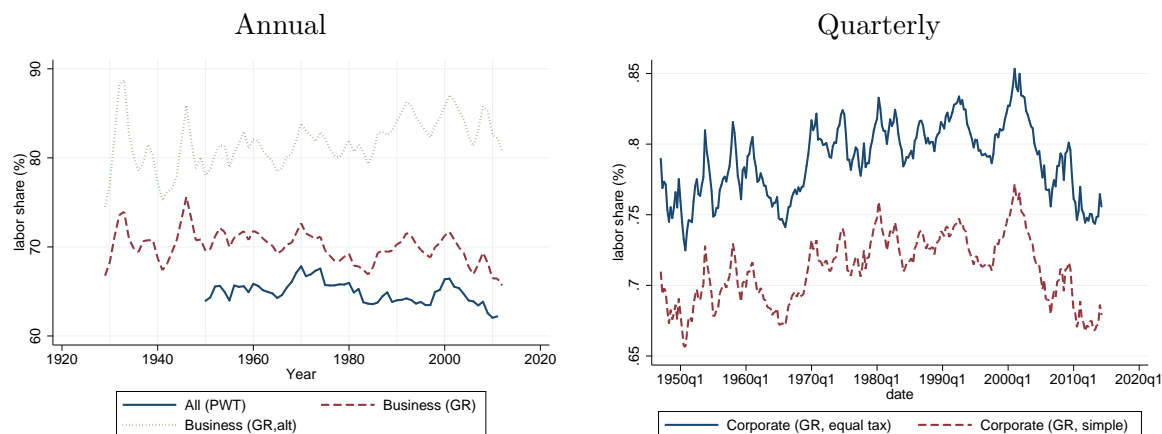 Annual
labor share (%)
90
80
70
60
1920 1940 1960 1980 2000 2020
Year
All (PWT) Business (GR)
Business (GR,alt)
Quarterly
labor share (%)
.85
.8
.75
.7
.65
1950q1 1960q1 1970q1 1980q1 1990q1 2000q1 2010q1 2020q1
date
Corporate (GR, equal tax) Corporate (GR, simple)